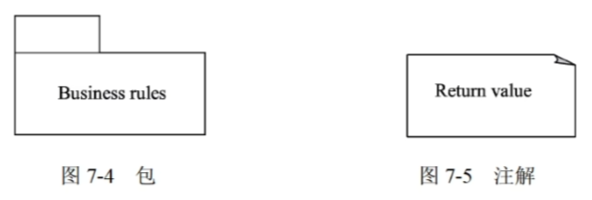 Business rules
Return value
图 7-4 包
图 7-5 注解